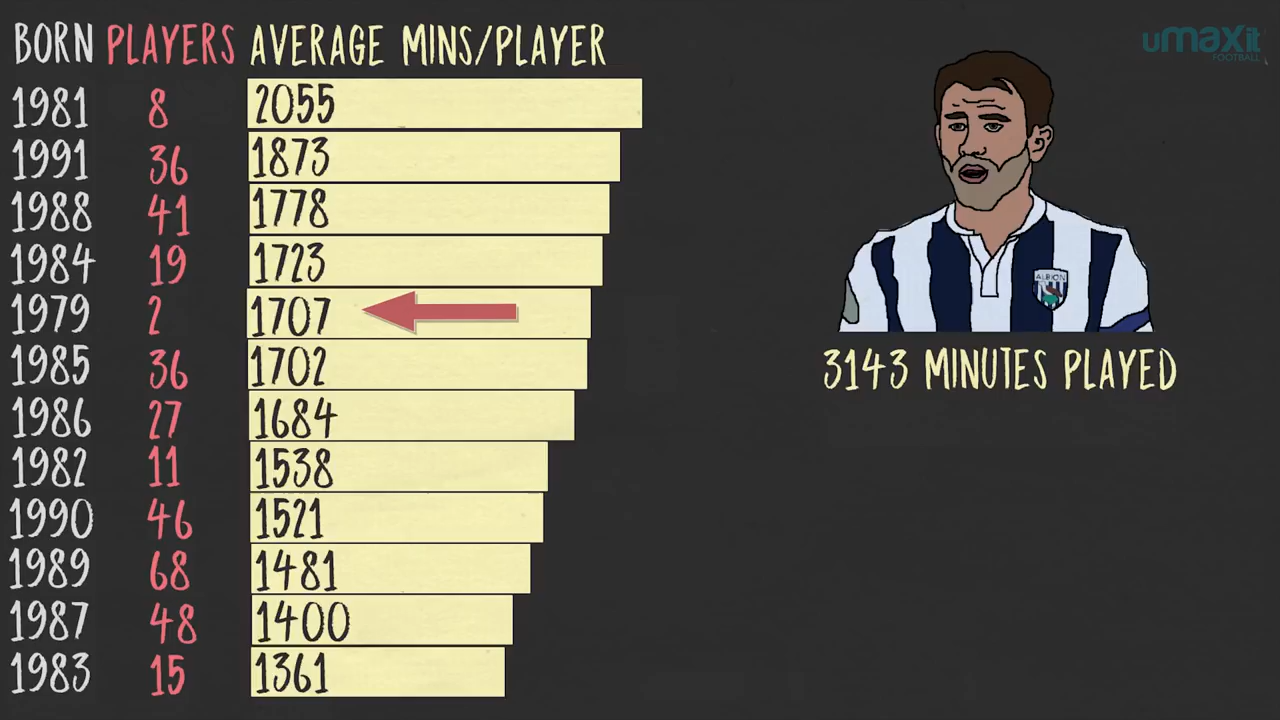 BORN PLAYERS AVERAGE MINS/PLAYER
umaxit
FOOTBALL
1981 8 2055
1991 36 1873
1988 41 1778
1984 19 1723
1979 2 1707
1985 36 1702
1986 27 1684
1982 11 1538
1990 46 1521
1989 68 1481
1987 48 1400
1983 15 1361
ALBION
3143 MINUTES PLAYED